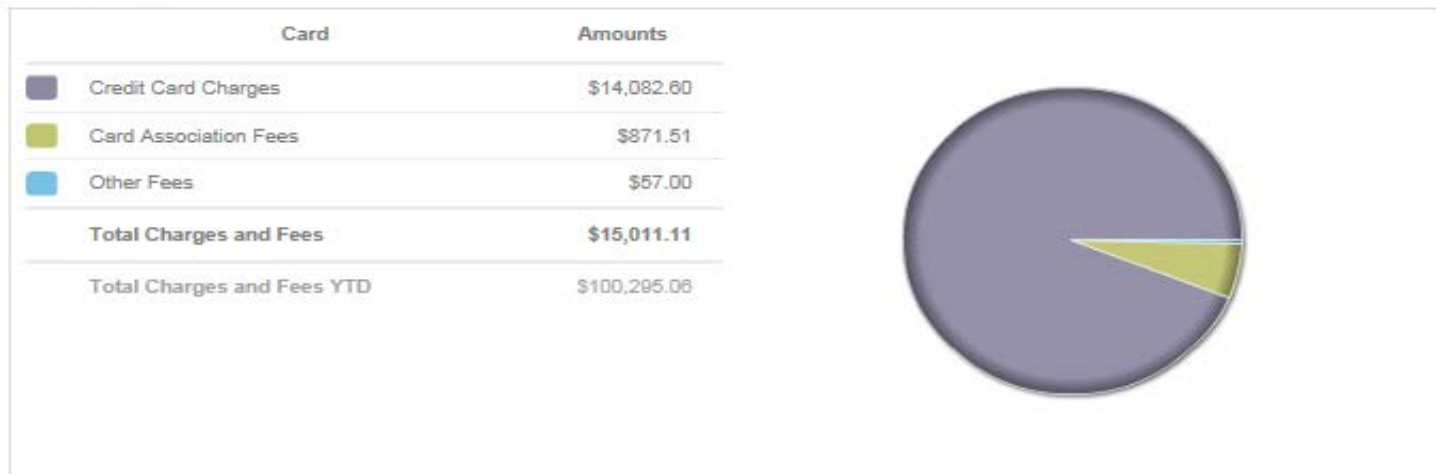 Card Amounts
Credit Card Charges $14,082.60
Card Association Fees $871.51
Other Fees $57.00
Total Charges and Fees $15,011.11
Total Charges and Fees YTD $100,295.06